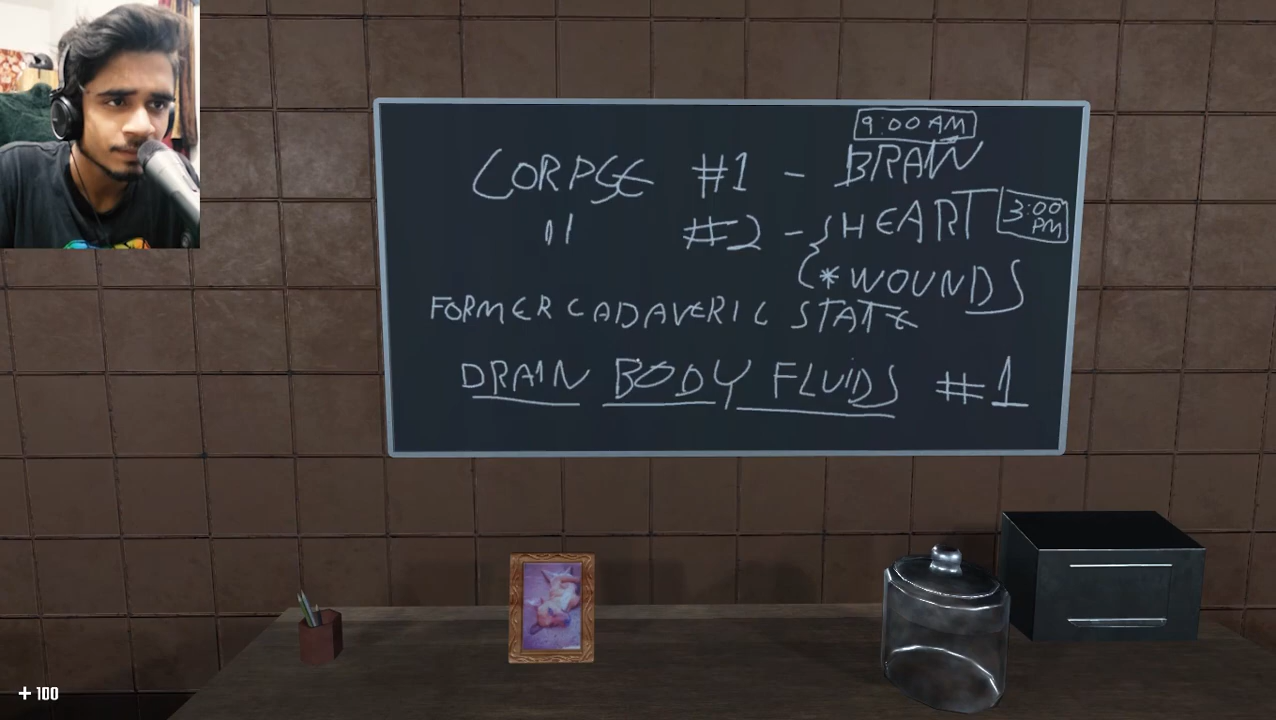 9:00 AM
CORPSE #1 - BRAIN
" #2 - { HEART 3:00 PM
* WOUNDS
FORMER CADAVERIC STATE
DRAIN BODY FLUIDS #1
+ 100